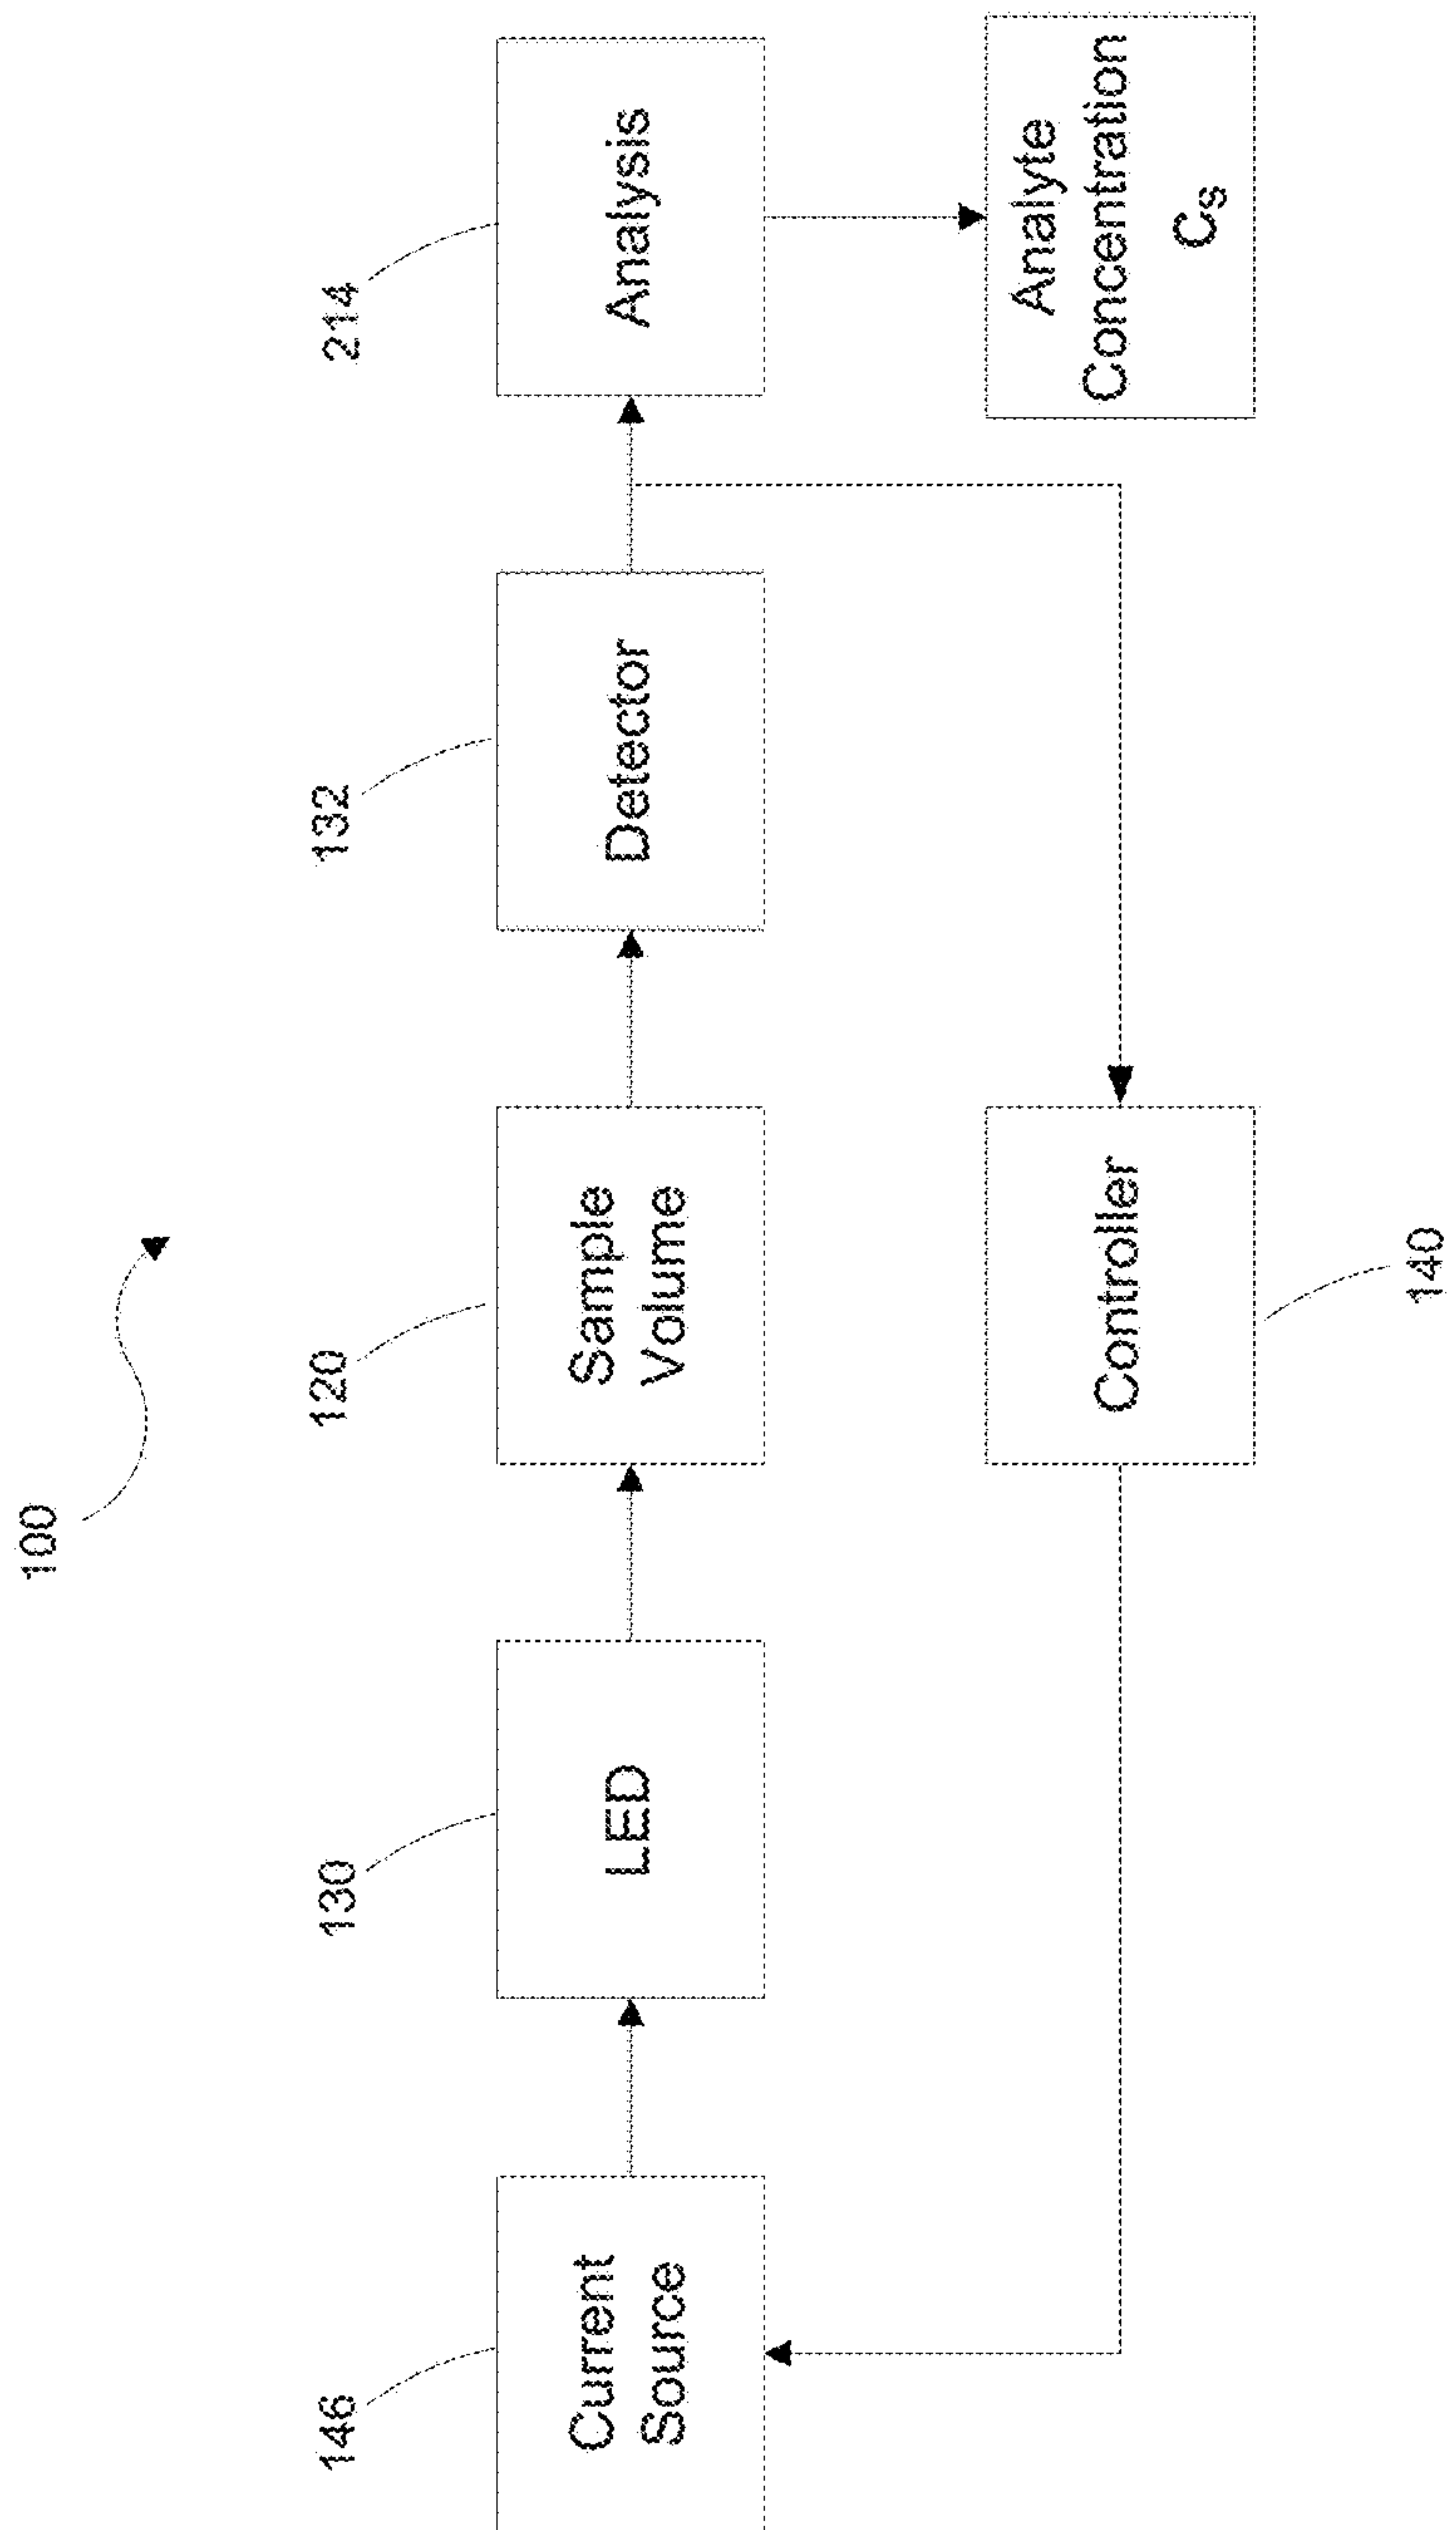 100
146
130
120
132
214
Current
Source
LED
Sample
Volume
Detector
Analysis
Controller
140
Analyte
Concentration
Cs